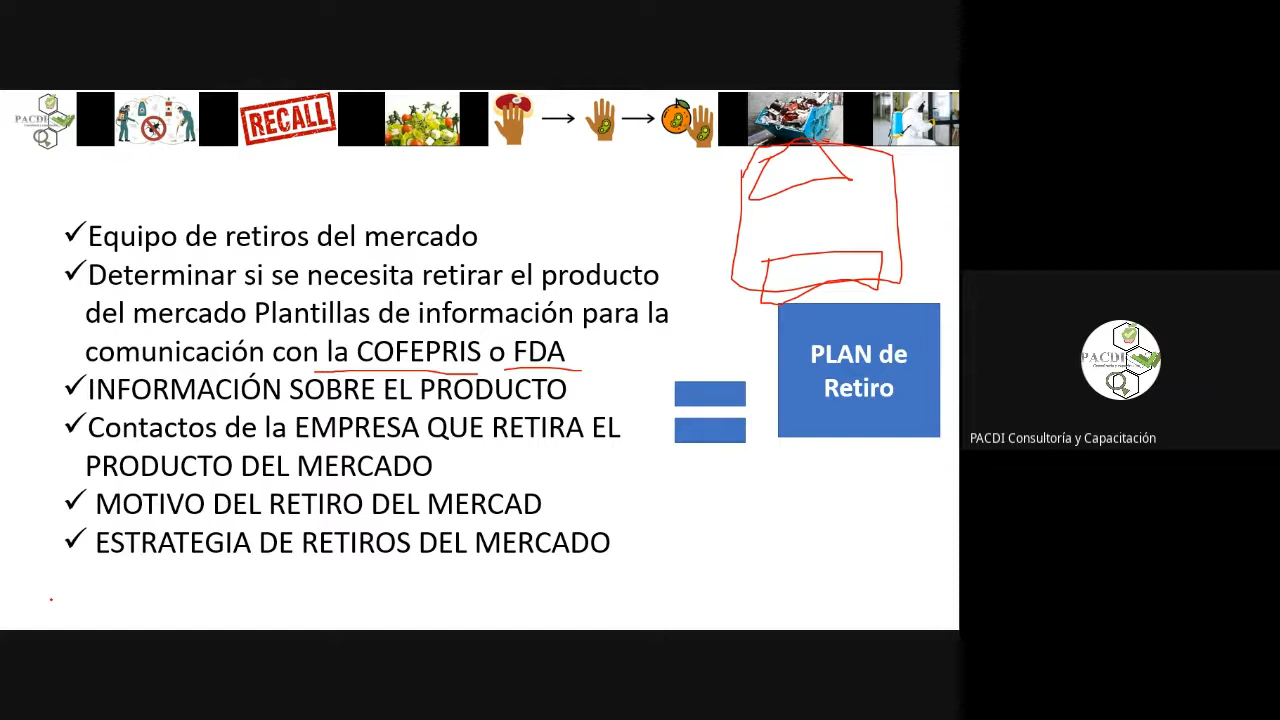 PACDI
RECALL
✓Equipo de retiros del mercado
✓Determinar si se necesita retirar el producto
del mercado Plantillas de información para la
comunicación con la COFEPRIS o FDA
✓INFORMACIÓN SOBRE EL PRODUCTO
✓Contactos de la EMPRESA QUE RETIRA EL
PRODUCTO DEL MERCADO
✓ MOTIVO DEL RETIRO DEL MERCAD
✓ ESTRATEGIA DE RETIROS DEL MERCADO
PLAN de
Retiro
PACDI
PACDI Consultoría y Capacitación